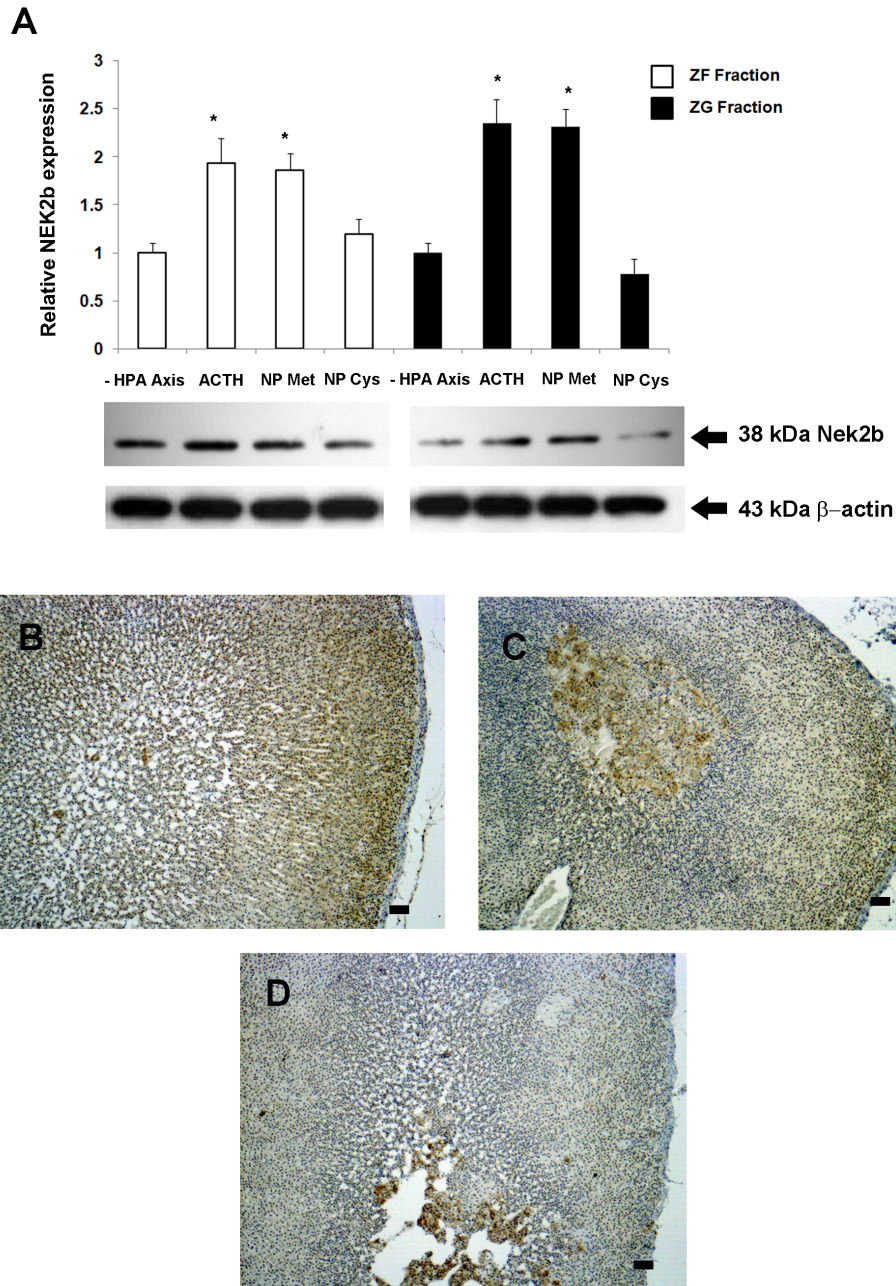 A
Relative NEK2b expression
3
2.5
2
1.5
1
0.5
0
*
*
*
*
ZF Fraction
ZG Fraction
- HPA Axis ACTH NP Met NP Cys - HPA Axis ACTH NP Met NP Cys
38 kDa Nek2b
43 kDa β–actin
B
C
D